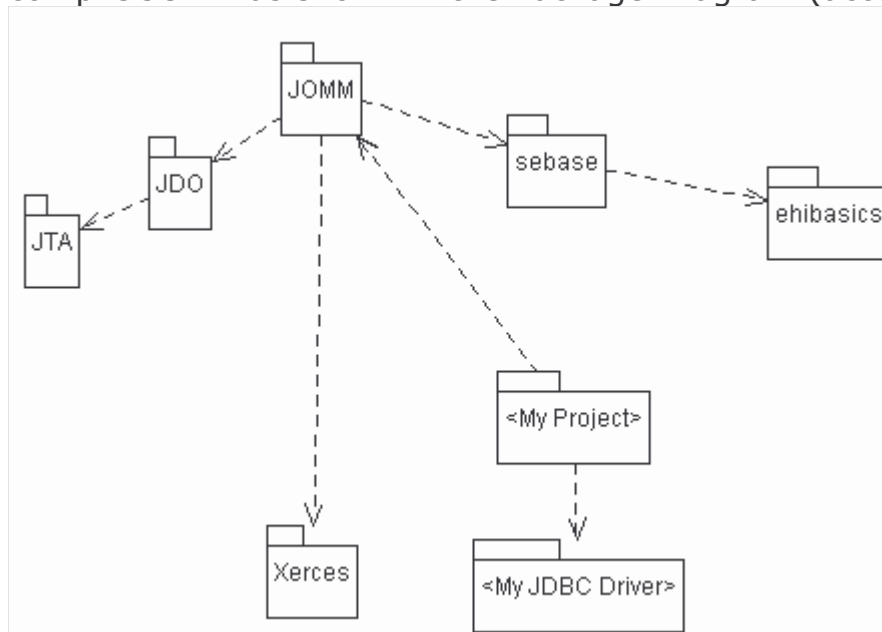 JOMM
sebase
JDO
ehibasics
JTA
<My Project>
Xerces
<My JDBC Driver>